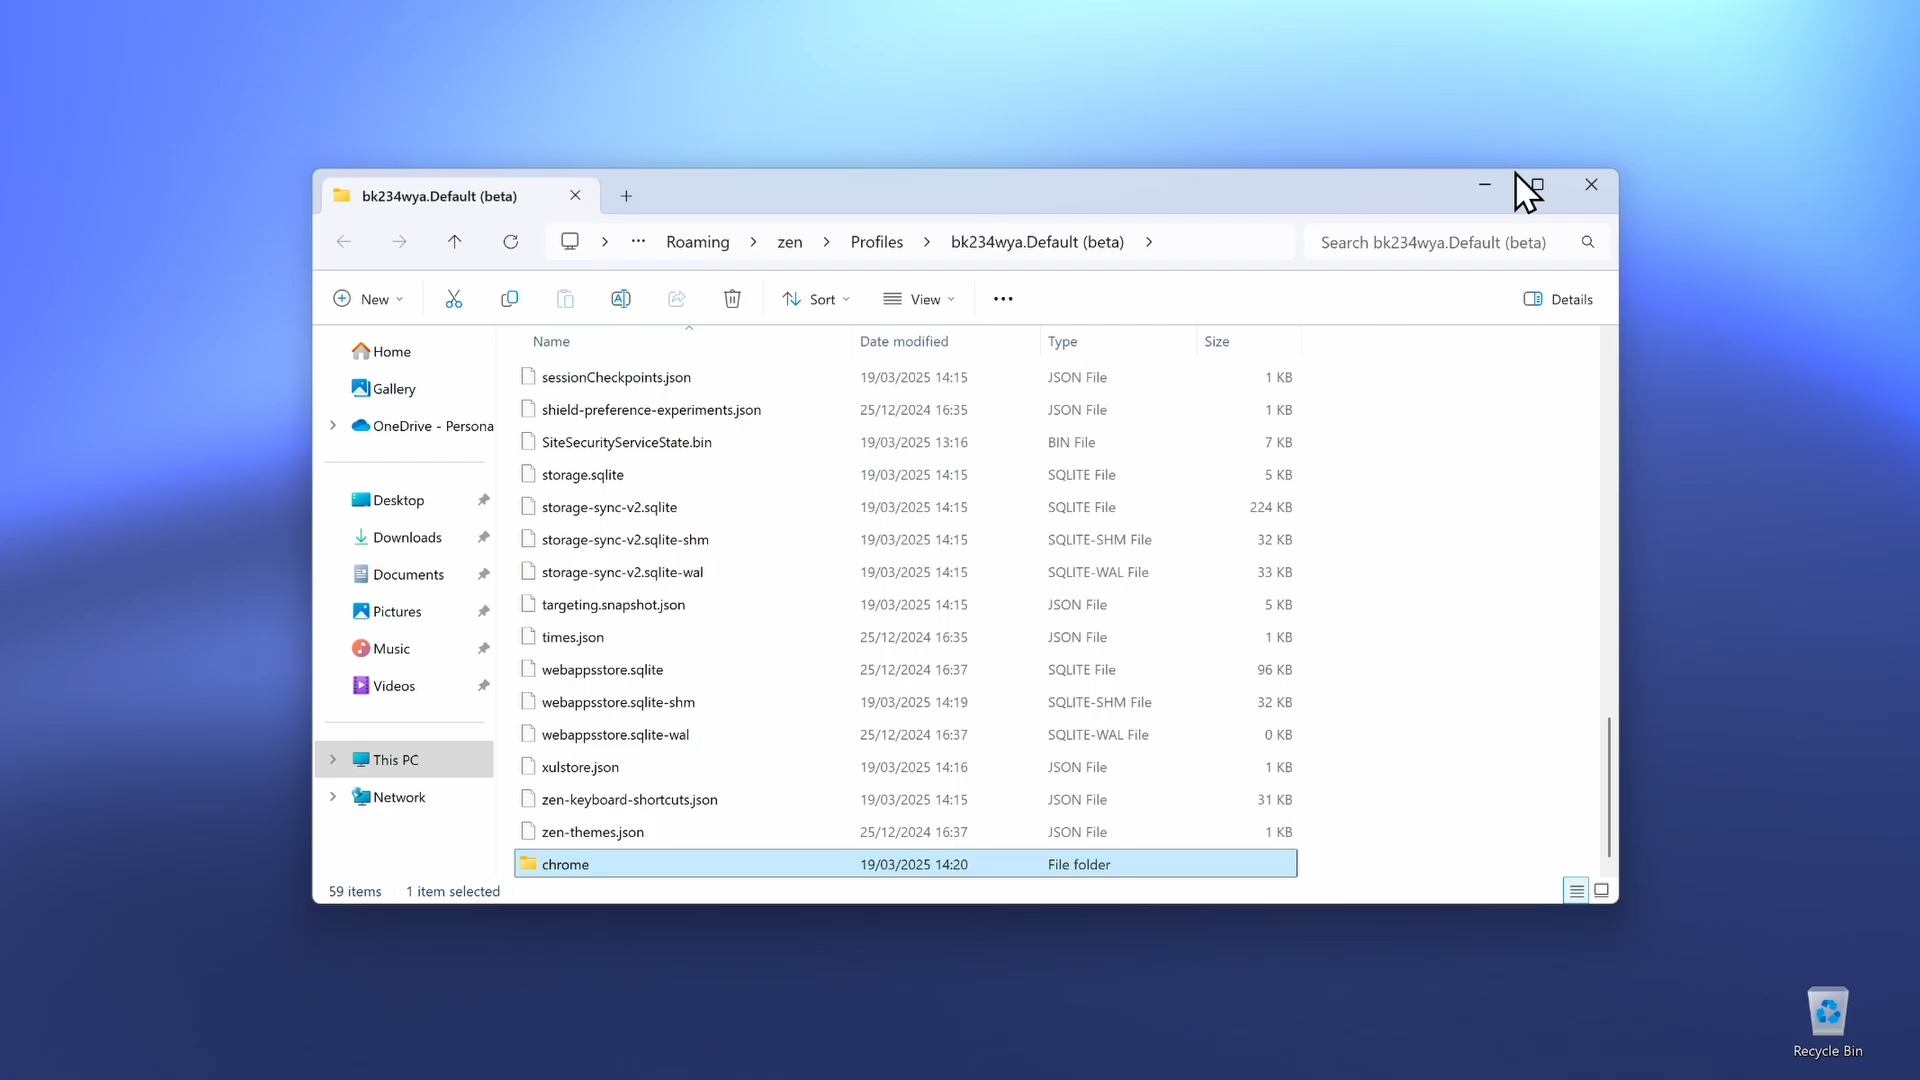 bk234wya.Default (beta)
Roaming
zen
Profiles
bk234wya.Default (beta)
Search bk234wya.Default (beta)
New
Sort
View
Details
Home
Gallery
OneDrive - Persona
Desktop
Downloads
Documents
Pictures
Music
Videos
This PC
Network
Name Date modified Type Size
sessionCheckpoints.json 19/03/2025 14:15 JSON File 1 KB
shield-preference-experiments.json 25/12/2024 16:35 JSON File 1 KB
SiteSecurityServiceState.bin 19/03/2025 13:16 BIN File 7 KB
storage.sqlite 19/03/2025 14:15 SQLITE File 5 KB
storage-sync-v2.sqlite 19/03/2025 14:15 SQLITE File 224 KB
storage-sync-v2.sqlite-shm 19/03/2025 14:15 SQLITE-SHM File 32 KB
storage-sync-v2.sqlite-wal 19/03/2025 14:15 SQLITE-WAL File 33 KB
targeting.snapshot.json 19/03/2025 14:15 JSON File 5 KB
times.json 25/12/2024 16:35 JSON File 1 KB
webappsstore.sqlite 25/12/2024 16:37 SQLITE File 96 KB
webappsstore.sqlite-shm 19/03/2025 14:19 SQLITE-SHM File 32 KB
webappsstore.sqlite-wal 25/12/2024 16:37 SQLITE-WAL File 0 KB
xulstore.json 19/03/2025 14:16 JSON File 1 KB
zen-keyboard-shortcuts.json 19/03/2025 14:15 JSON File 31 KB
zen-themes.json 25/12/2024 16:37 JSON File 1 KB
chrome 19/03/2025 14:20 File folder
59 items 1 item selected
Recycle Bin